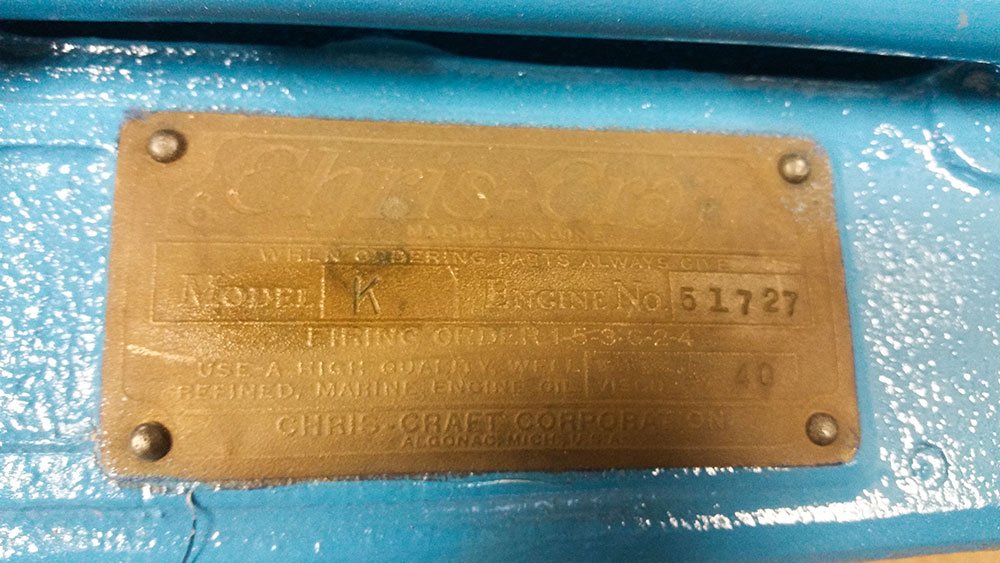 Chris-Craft
MARINE ENGINE
WHEN ORDERING PARTS ALWAYS GIVE
MODEL K ENGINE No. 51727
FIRING ORDER 1-5-3-6-2-4
USE A HIGH QUALITY, WELL
REFINED, MARINE ENGINE OIL 40
CHRIS-CRAFT CORPORATION
ALGONAC, MICH., U.S.A.